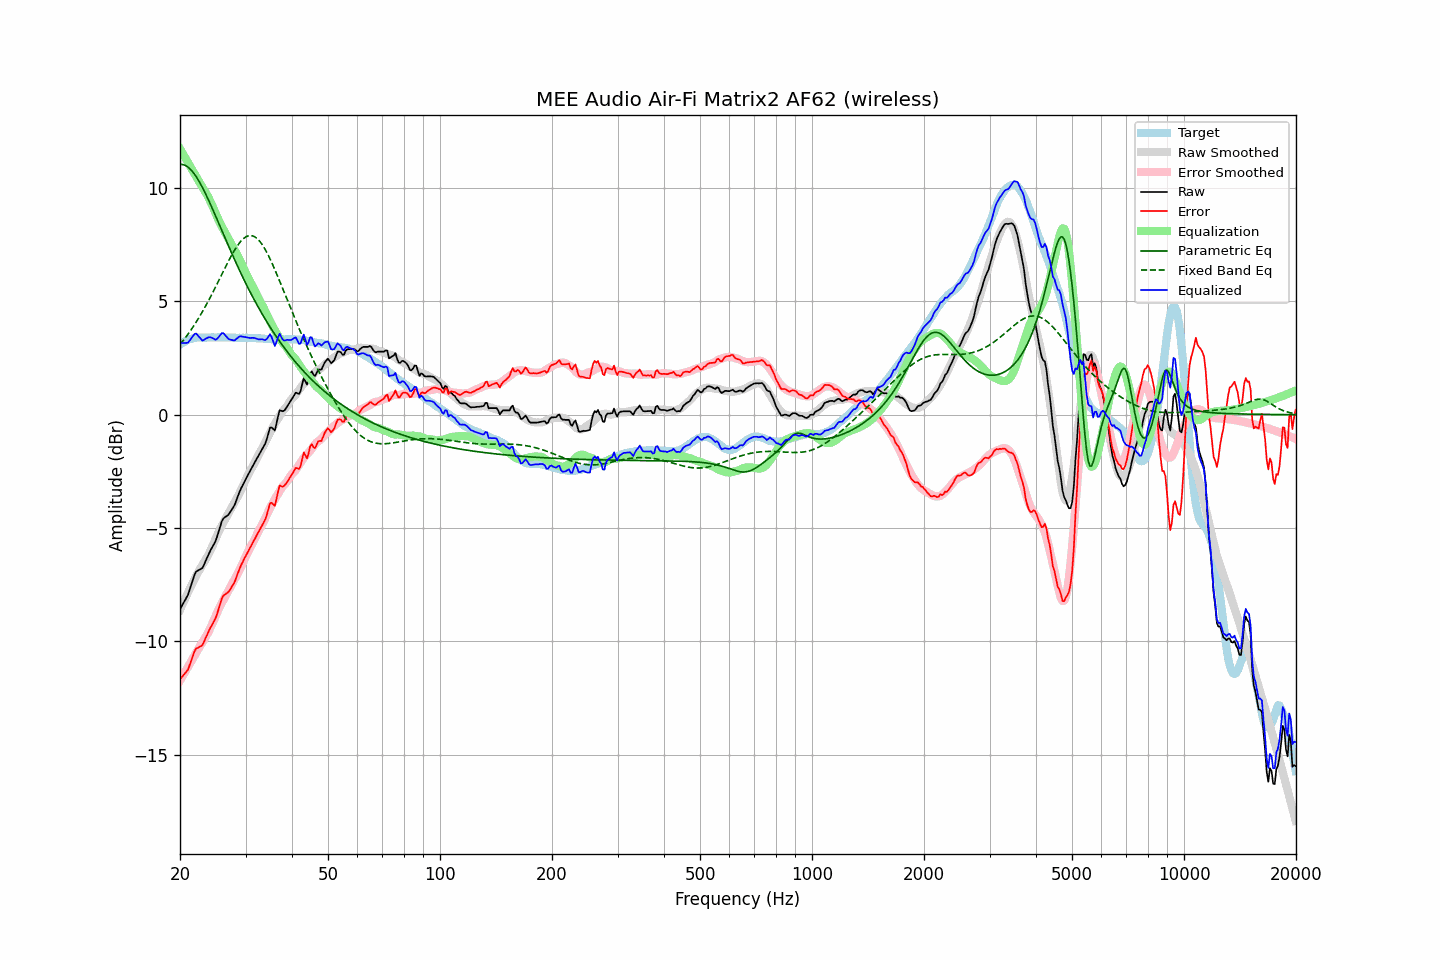 MEE Audio Air-Fi Matrix2 AF62 (wireless)
Target
Raw Smoothed
Error Smoothed
Raw
Error
Equalization
Parametric Eq
Fixed Band Eq
Equalized
Amplitude (dBr)
10
5
0
−5
−10
−15
20
50
100
200
500
1000
2000
5000
10000
20000
Frequency (Hz)